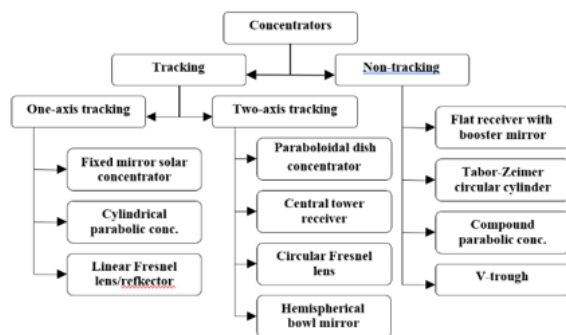 Concentrators
Tracking
Non-tracking
One-axis tracking
Two-axis tracking
Fixed mirror solar
concentrator
Cylindrical
parabolic conc.
Linear Fresnel
lens/refkector
Paraboloidal dish
concentrator
Central tower
receiver
Circular Fresnel
lens
Hemispherical
bowl mirror
Flat receiver with
booster mirror
Tabor-Zeimer
circular cylinder
Compound
parabolic conc.
V-trough